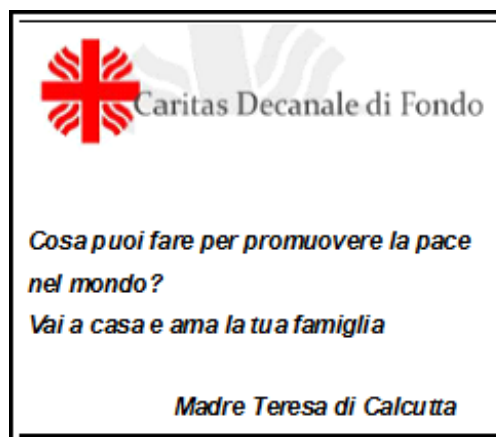 Caritas Decanale di Fondo
Cosa puoi fare per promuovere la pace
nel mondo?
Vai a casa e ama la tua famiglia
Madre Teresa di Calcutta